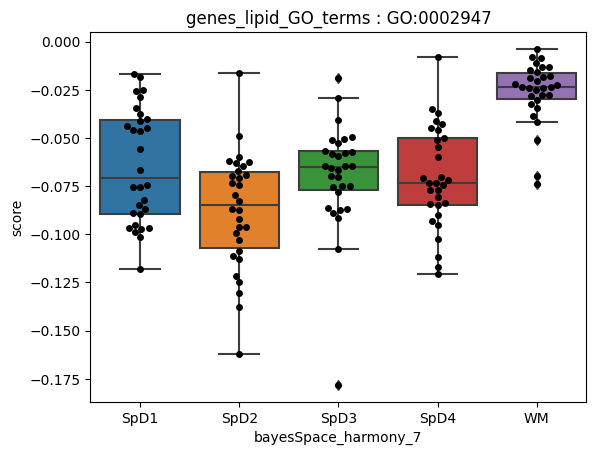 genes_lipid_GO_terms : GO:0002947
0.000
−0.025
−0.050
−0.075
−0.100
−0.125
−0.150
−0.175
score
SpD1 SpD2 SpD3 SpD4 WM
bayesSpace_harmony_7